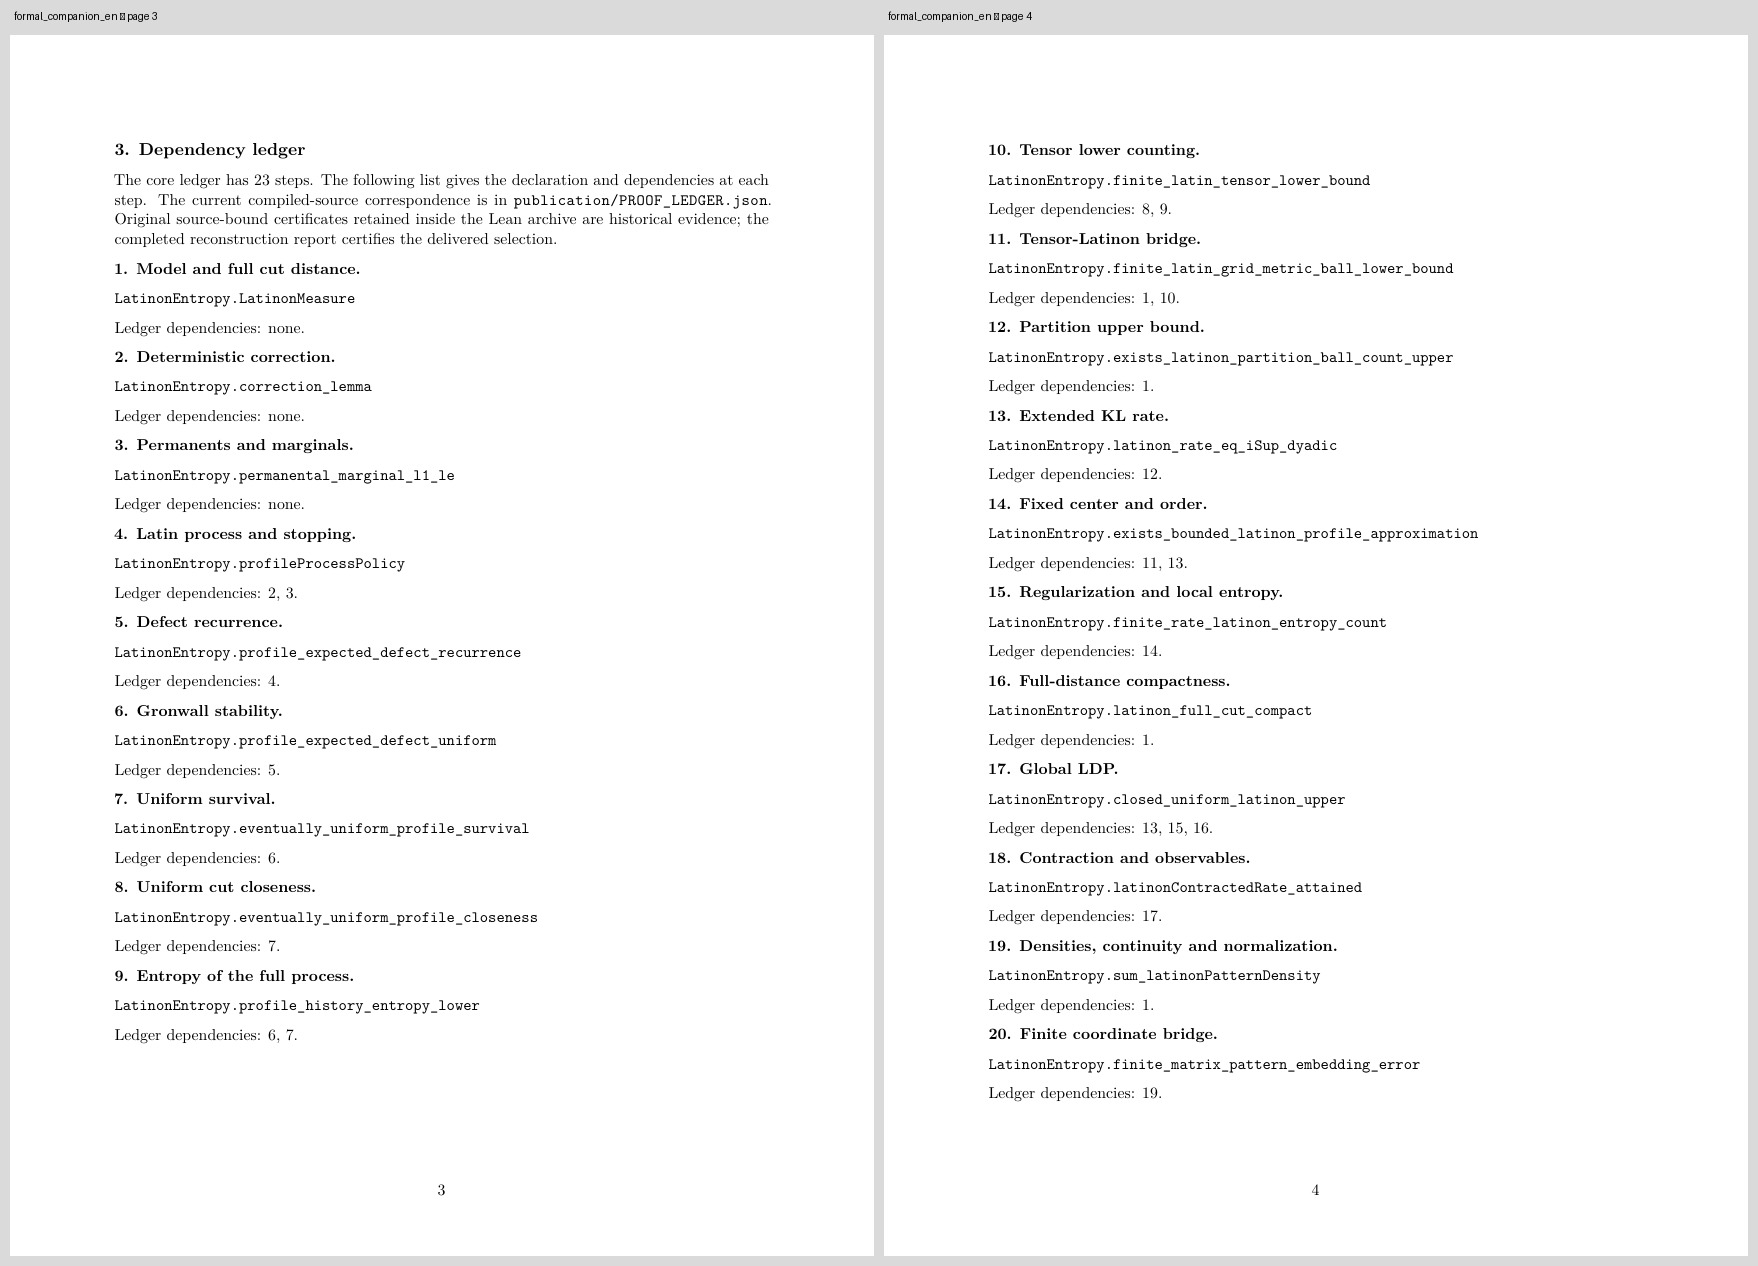 formal_companion_en page 3
3. Dependency ledger
The core ledger has 23 steps. The following list gives the declaration and dependencies at each
step. The current compiled-source correspondence is in publication/PROOF_LEDGER.json.
Original source-bound certificates retained inside the Lean archive are historical evidence; the
completed reconstruction report certifies the delivered selection.
1. Model and full cut distance.
LatinonEntropy.LatinonMeasure
Ledger dependencies: none.
2. Deterministic correction.
LatinonEntropy.correction_lemma
Ledger dependencies: none.
3. Permanents and marginals.
LatinonEntropy.permanental_marginal_l1_le
Ledger dependencies: none.
4. Latin process and stopping.
LatinonEntropy.profileProcessPolicy
Ledger dependencies: 2, 3.
5. Defect recurrence.
LatinonEntropy.profile_expected_defect_recurrence
Ledger dependencies: 4.
6. Gronwall stability.
LatinonEntropy.profile_expected_defect_uniform
Ledger dependencies: 5.
7. Uniform survival.
LatinonEntropy.eventually_uniform_profile_survival
Ledger dependencies: 6.
8. Uniform cut closeness.
LatinonEntropy.eventually_uniform_profile_closeness
Ledger dependencies: 7.
9. Entropy of the full process.
LatinonEntropy.profile_history_entropy_lower
Ledger dependencies: 6, 7.
3
formal_companion_en page 4
10. Tensor lower counting.
LatinonEntropy.finite_latin_tensor_lower_bound
Ledger dependencies: 8, 9.
11. Tensor-Latinon bridge.
LatinonEntropy.finite_latin_grid_metric_ball_lower_bound
Ledger dependencies: 1, 10.
12. Partition upper bound.
LatinonEntropy.exists_latinon_partition_ball_count_upper
Ledger dependencies: 1.
13. Extended KL rate.
LatinonEntropy.latinon_rate_eq_iSup_dyadic
Ledger dependencies: 12.
14. Fixed center and order.
LatinonEntropy.exists_bounded_latinon_profile_approximation
Ledger dependencies: 11, 13.
15. Regularization and local entropy.
LatinonEntropy.finite_rate_latinon_entropy_count
Ledger dependencies: 14.
16. Full-distance compactness.
LatinonEntropy.latinon_full_cut_compact
Ledger dependencies: 1.
17. Global LDP.
LatinonEntropy.closed_uniform_latinon_upper
Ledger dependencies: 13, 15, 16.
18. Contraction and observables.
LatinonEntropy.latinonContractedRate_attained
Ledger dependencies: 17.
19. Densities, continuity and normalization.
LatinonEntropy.sum_latinonPatternDensity
Ledger dependencies: 1.
20. Finite coordinate bridge.
LatinonEntropy.finite_matrix_pattern_embedding_error
Ledger dependencies: 19.
4